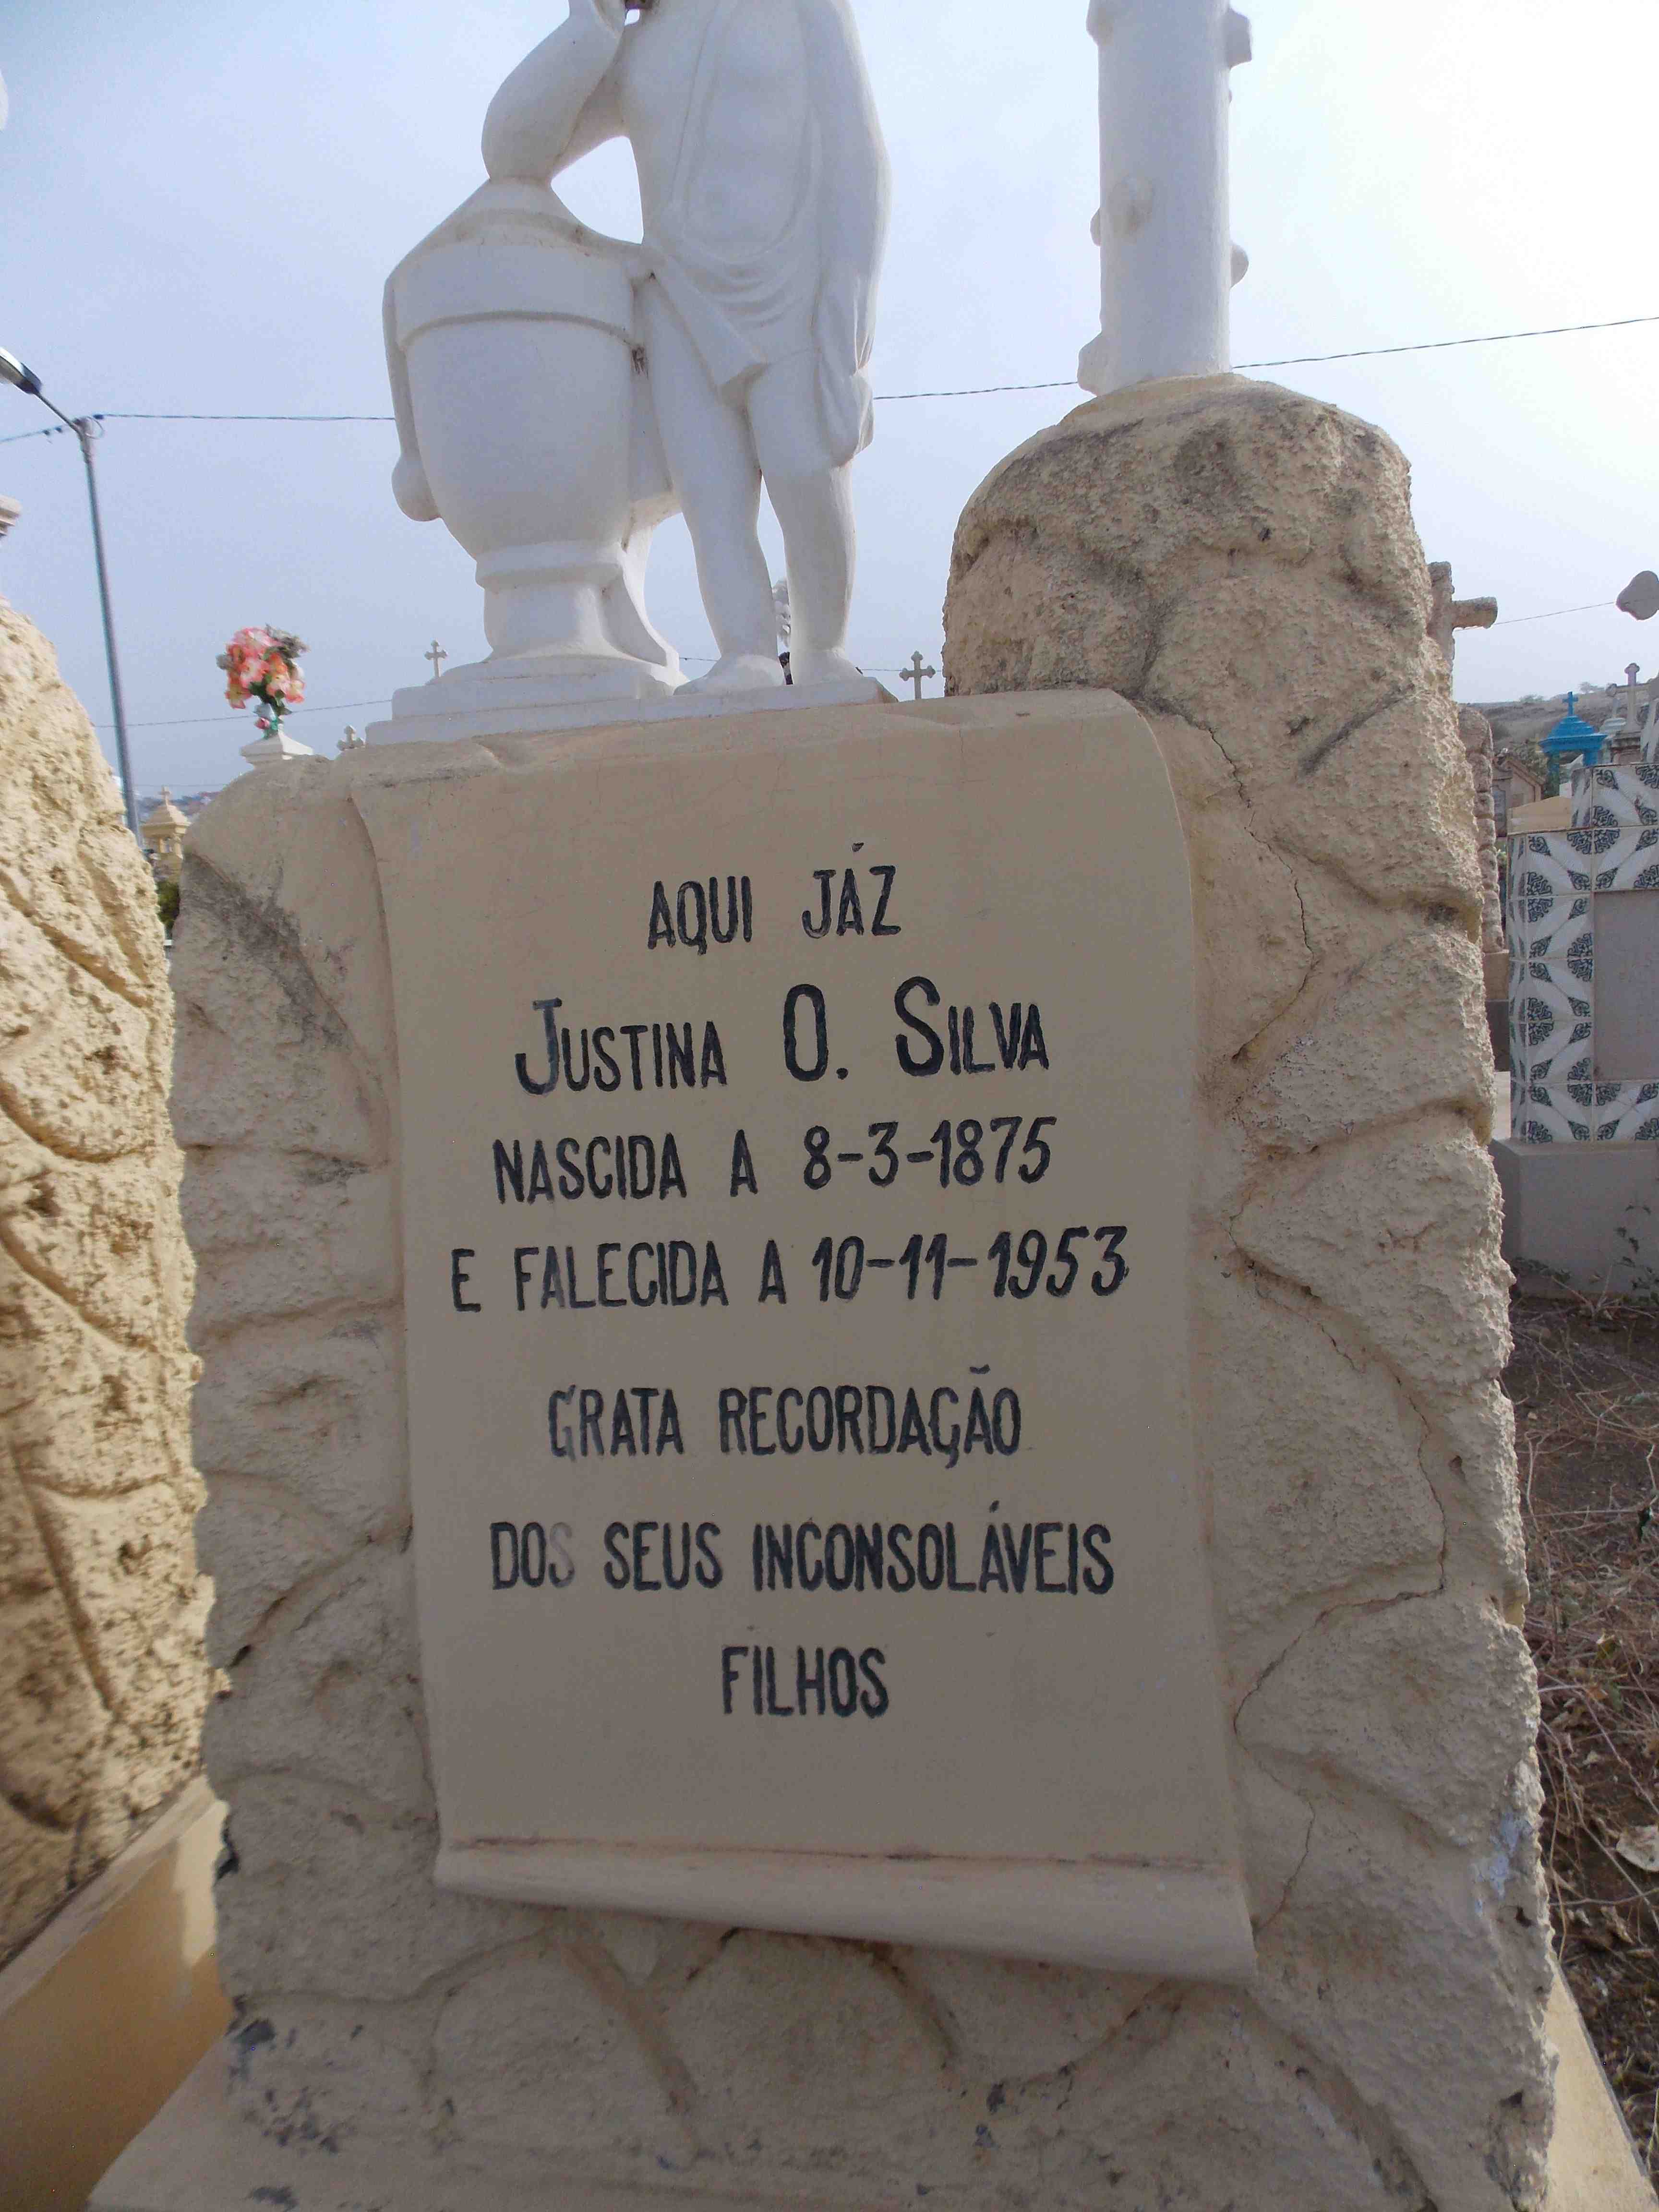 AQUI JÁZ
JUSTINA O. SILVA
NASCIDA A 8-3-1875
E FALECIDA A 10-11-1953
GRATA RECORDAÇÃO
DOS SEUS INCONSOLÁVEIS
FILHOS